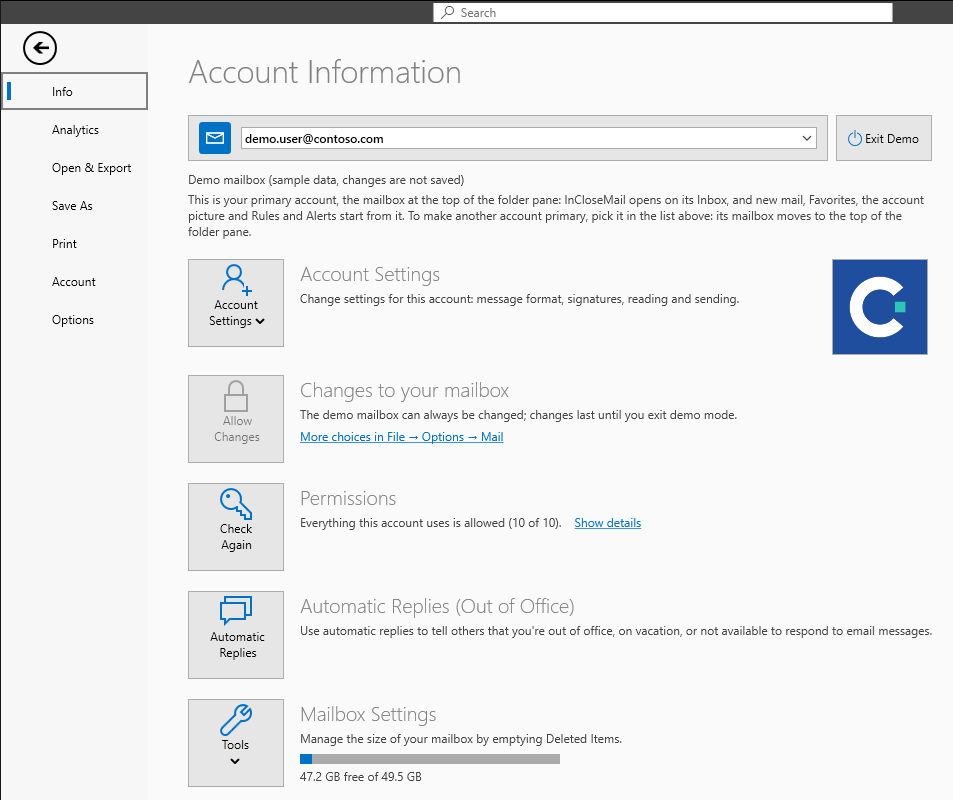 Search
Account Information
Info
demo.user@contoso.com
Exit Demo
Analytics
Open & Export
Save As
Print
Account
Options
Demo mailbox (sample data, changes are not saved)
This is your primary account, the mailbox at the top of the folder pane: InCloseMail opens on its Inbox, and new mail, Favorites, the account
picture and Rules and Alerts start from it. To make another account primary, pick it in the list above: its mailbox moves to the top of the
folder pane.
Account
Settings
Account Settings
Change settings for this account: message format, signatures, reading and sending.
Allow
Changes
Changes to your mailbox
The demo mailbox can always be changed; changes last until you exit demo mode.
More choices in File → Options → Mail
Check
Again
Permissions
Everything this account uses is allowed (10 of 10). Show details
Automatic
Replies
Automatic Replies (Out of Office)
Use automatic replies to tell others that you're out of office, on vacation, or not available to respond to email messages.
Tools
Mailbox Settings
Manage the size of your mailbox by emptying Deleted Items.
47.2 GB free of 49.5 GB